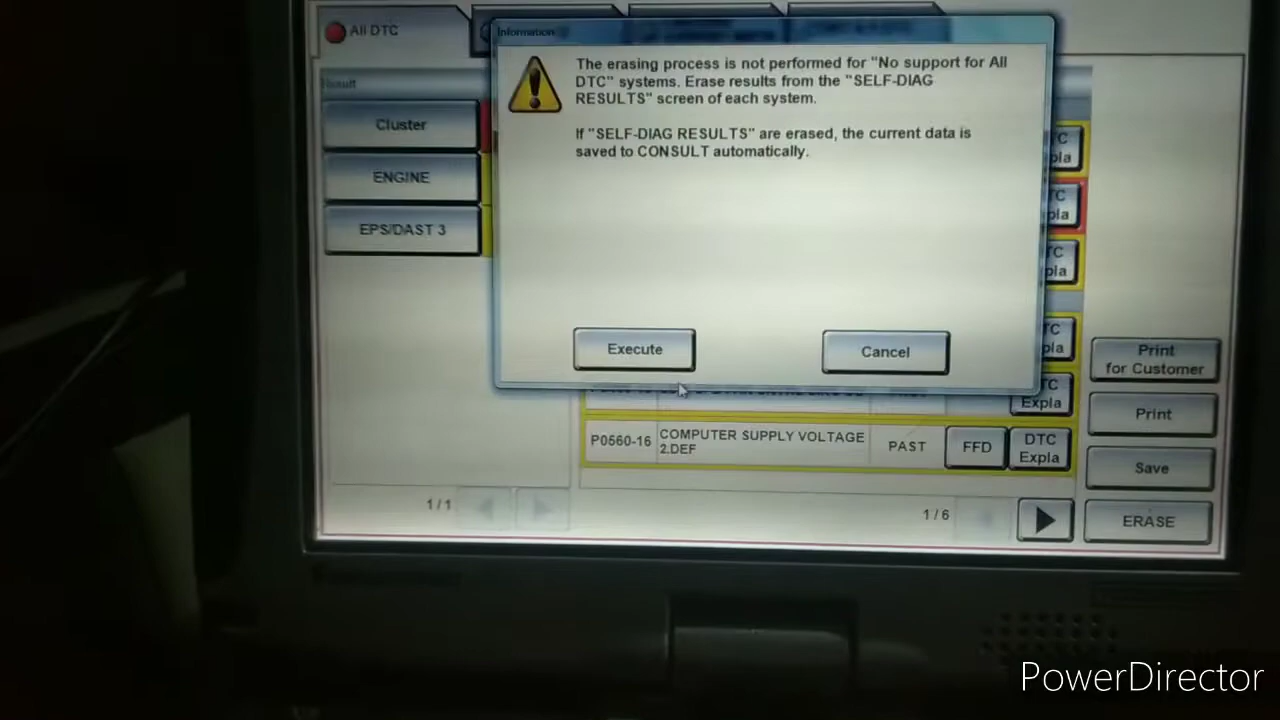 All DTC
Information
The erasing process is not performed for "No support for All
DTC" systems. Erase results from the "SELF-DIAG
RESULTS" screen of each system.
If "SELF-DIAG RESULTS" are erased, the current data is
saved to CONSULT automatically.
Execute
Cancel
Result
Cluster
ENGINE
EPS/DAST 3
Expla
P0560-16
COMPUTER SUPPLY VOLTAGE
2.DEF
PAST
FFD
DTC
Expla
1/1
1/6
Print
for Customer
Print
Save
ERASE
PowerDirector